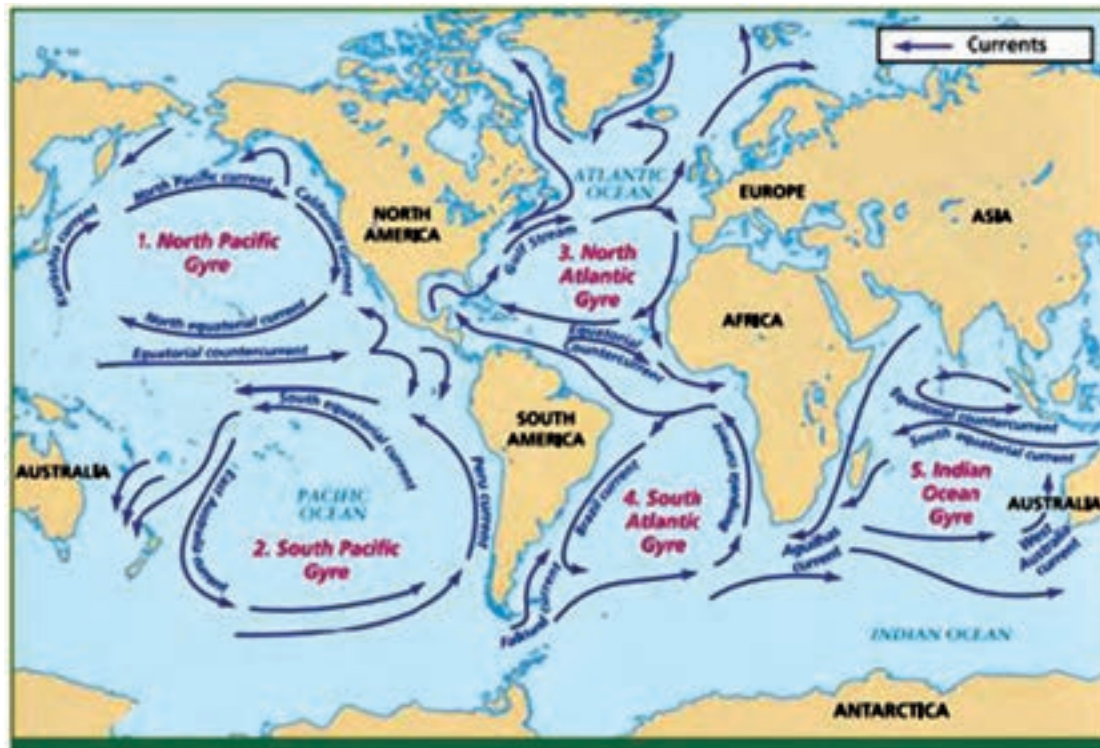 Currents
North Pacific current
California current
Kuroshio current
1. North Pacific
Gyre
North equatorial current
Equatorial countercurrent
NORTH
AMERICA
ATLANTIC
OCEAN
EUROPE
ASIA
Gulf Stream
3. North
Atlantic
Gyre
AFRICA
Equatorial
countercurrent
South equatorial current
SOUTH
AMERICA
AUSTRALIA
East Australia current
PACIFIC
OCEAN
2. South Pacific
Gyre
Peru current
Brazil current
4. South
Atlantic
Gyre
Benguela current
Falkland current
Agulhas
current
Equatorial countercurrent
South equatorial current
5. Indian
Ocean
Gyre
AUSTRALIA
West
Australia
current
INDIAN OCEAN
ANTARCTICA